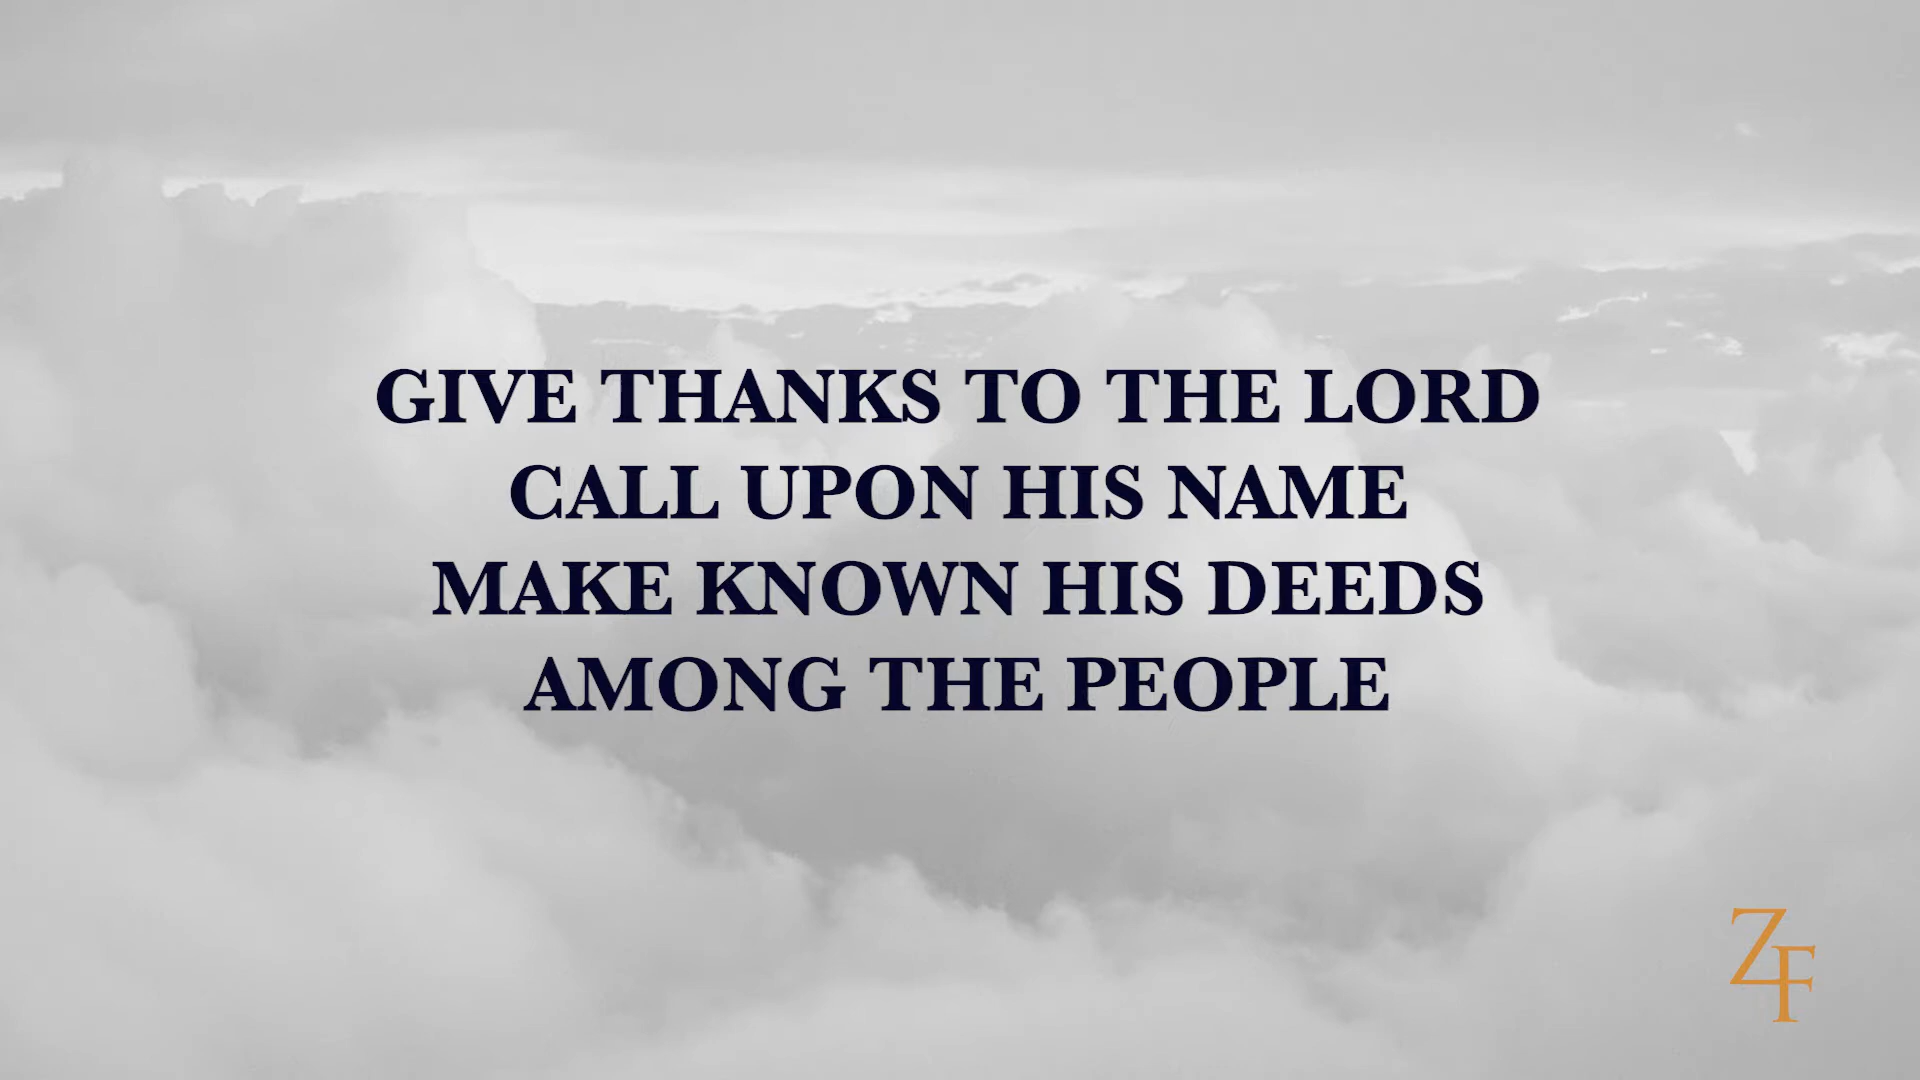 GIVE THANKS TO THE LORD
CALL UPON HIS NAME
MAKE KNOWN HIS DEEDS
AMONG THE PEOPLE
ZF